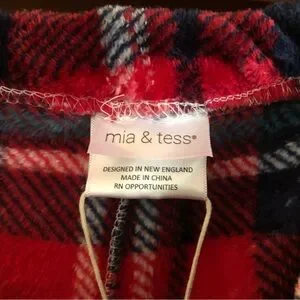 mia & tess®
DESIGNED IN NEW ENGLAND
MADE IN CHINA
RN OPPORTUNITIES